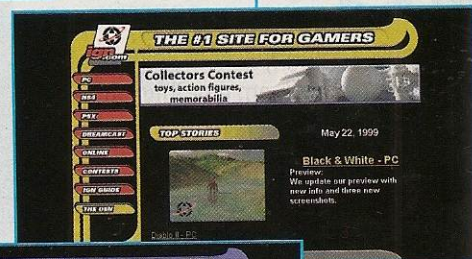 ign.com
THE #1 SITE FOR GAMERS
Collectors Contest
toys, action figures,
memorabilia
PC
N64
PSX
DREAMCAST
ONLINE
CONTESTS
IGN GUIDE
THE DEN
TOP STORIES
May 22, 1999
Black & White - PC
Preview:
We update our preview with
new info and three new
screenshots.
Diablo II - PC